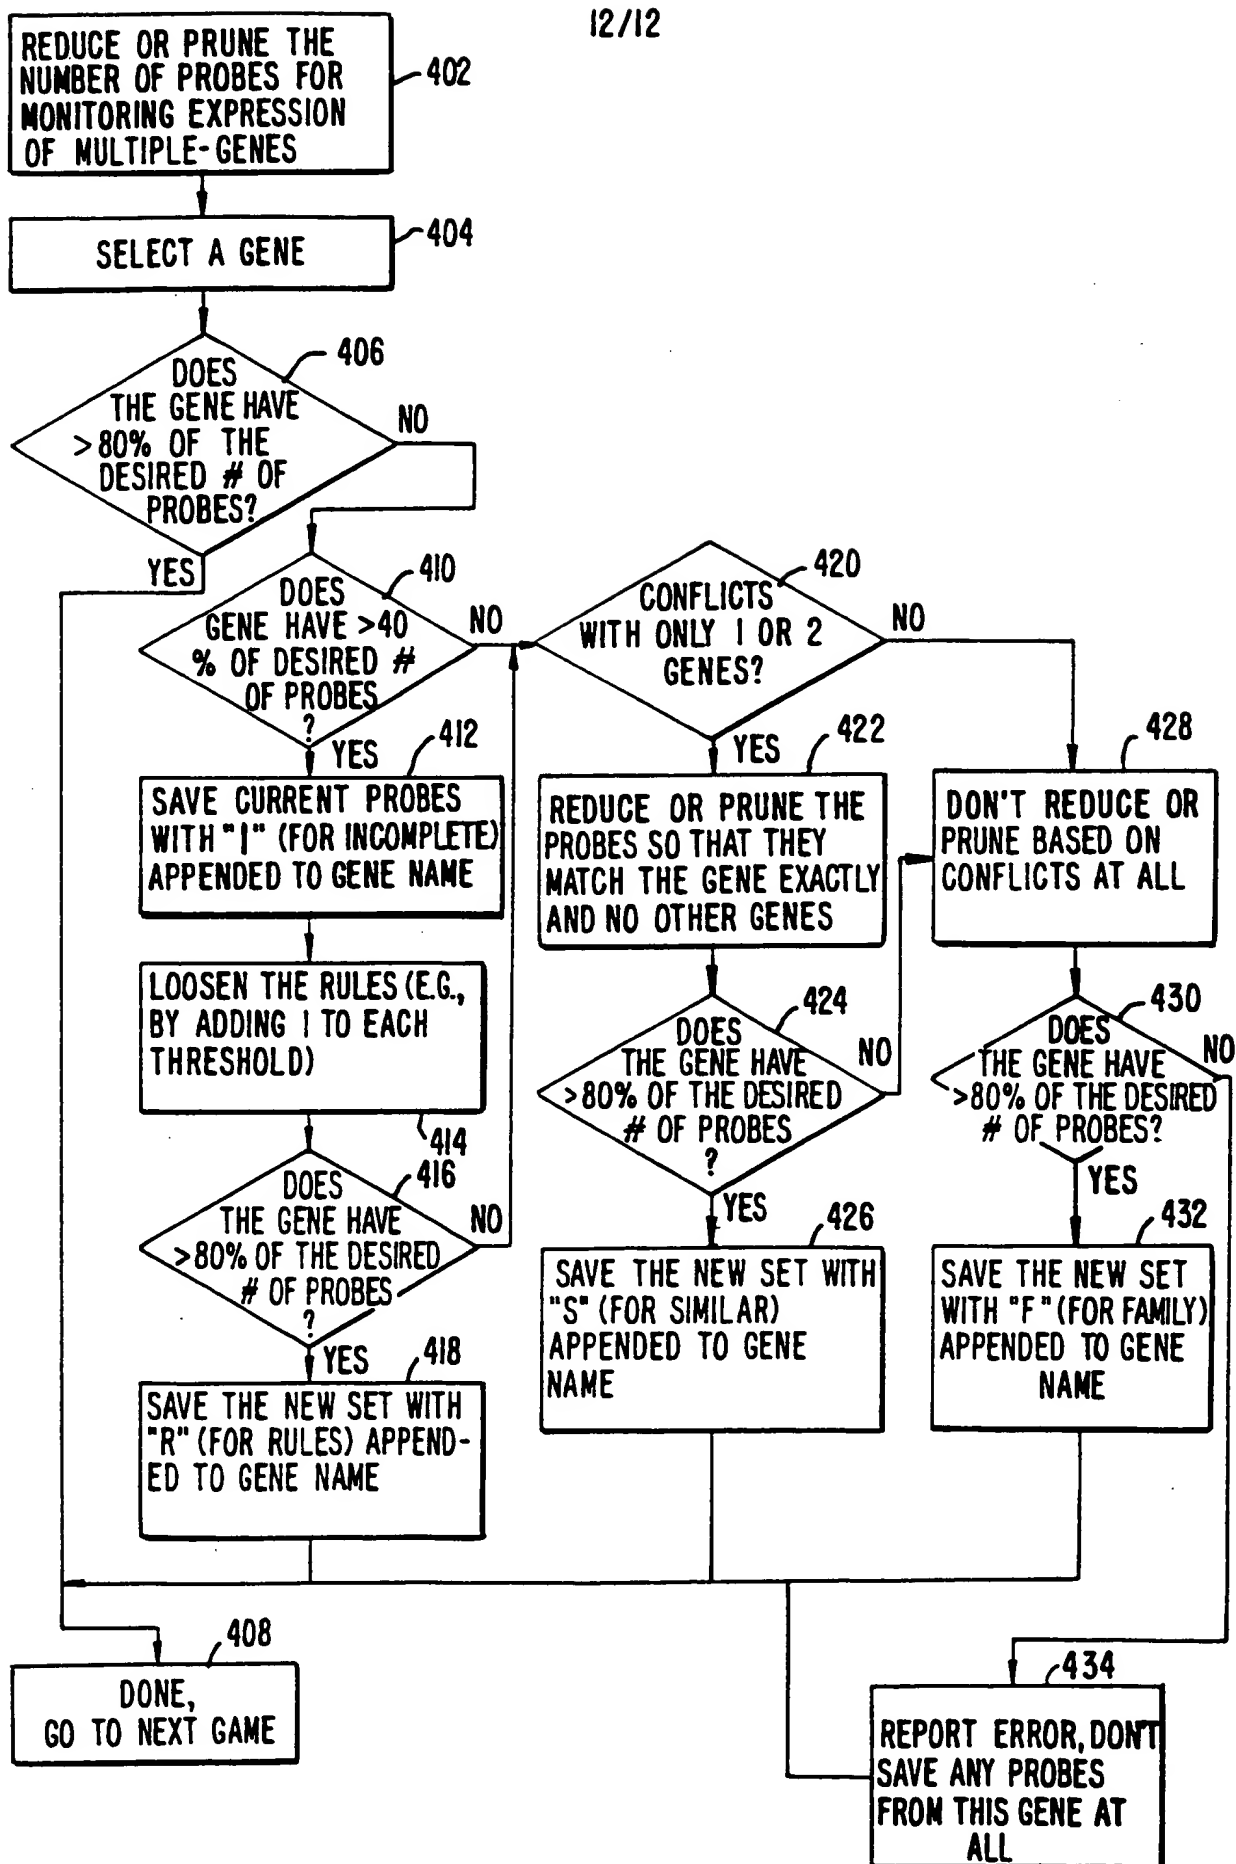 12/12
REDUCE OR PRUNE THE
NUMBER OF PROBES FOR
MONITORING EXPRESSION
OF MULTIPLE-GENES
402
SELECT A GENE
404
406
DOES
THE GENE HAVE
>80% OF THE
DESIRED # OF
PROBES?
NO
YES
410
DOES
GENE HAVE >40
% OF DESIRED #
OF PROBES
?
NO
YES
412
SAVE CURRENT PROBES
WITH "I" (FOR INCOMPLETE)
APPENDED TO GENE NAME
LOOSEN THE RULES (E.G.,
BY ADDING 1 TO EACH
THRESHOLD)
414
416
DOES
THE GENE HAVE
>80% OF THE DESIRED
# OF PROBES
?
NO
YES
418
SAVE THE NEW SET WITH
"R" (FOR RULES) APPEND-
ED TO GENE NAME
420
CONFLICTS
WITH ONLY 1 OR 2
GENES?
NO
YES
422
REDUCE OR PRUNE THE
PROBES SO THAT THEY
MATCH THE GENE EXACTLY
AND NO OTHER GENES
424
DOES
THE GENE HAVE
>80% OF THE DESIRED
# OF PROBES
?
NO
YES
426
SAVE THE NEW SET WITH
"S" (FOR SIMILAR)
APPENDED TO GENE
NAME
428
DON'T REDUCE OR
PRUNE BASED ON
CONFLICTS AT ALL
430
DOES
THE GENE HAVE
>80% OF THE DESIRED
# OF PROBES?
NO
YES
432
SAVE THE NEW SET
WITH "F" (FOR FAMILY)
APPENDED TO GENE
NAME
408
DONE,
GO TO NEXT GAME
434
REPORT ERROR, DON'T
SAVE ANY PROBES
FROM THIS GENE AT
ALL